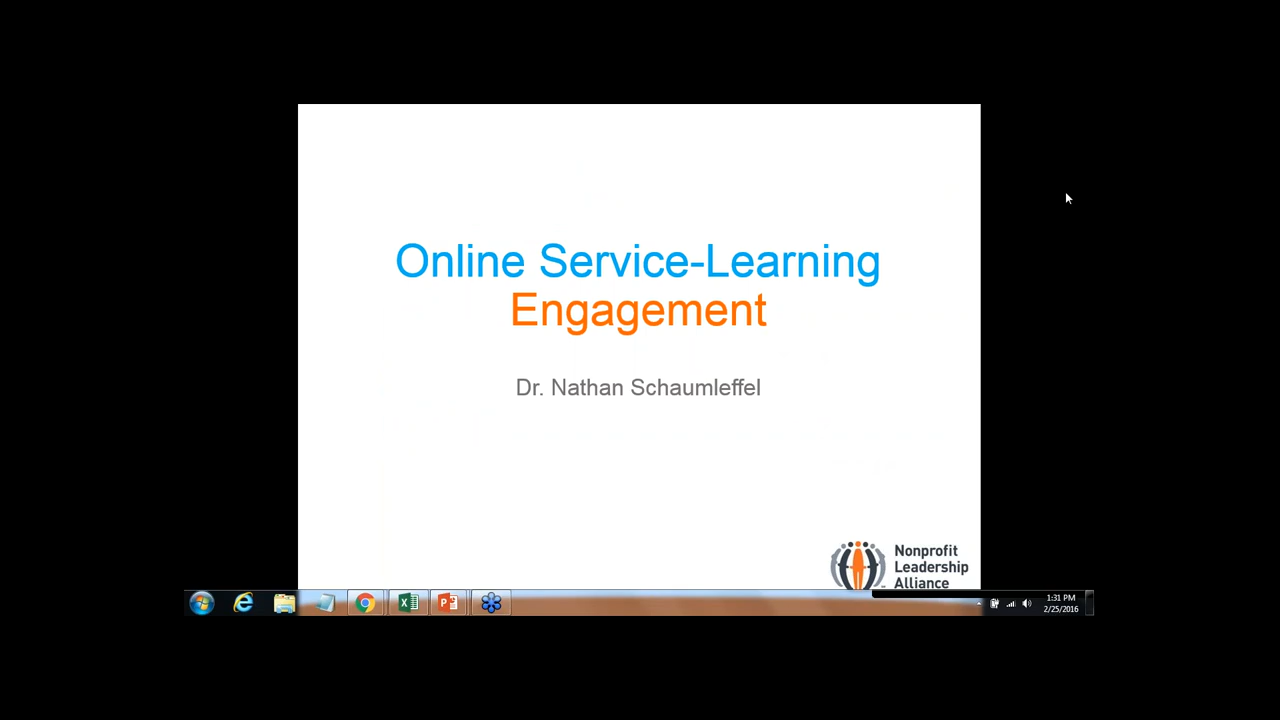 Online Service-Learning
Engagement
Dr. Nathan Schaumleffel
Nonprofit
Leadership
Alliance
1:31 PM
2/25/2016